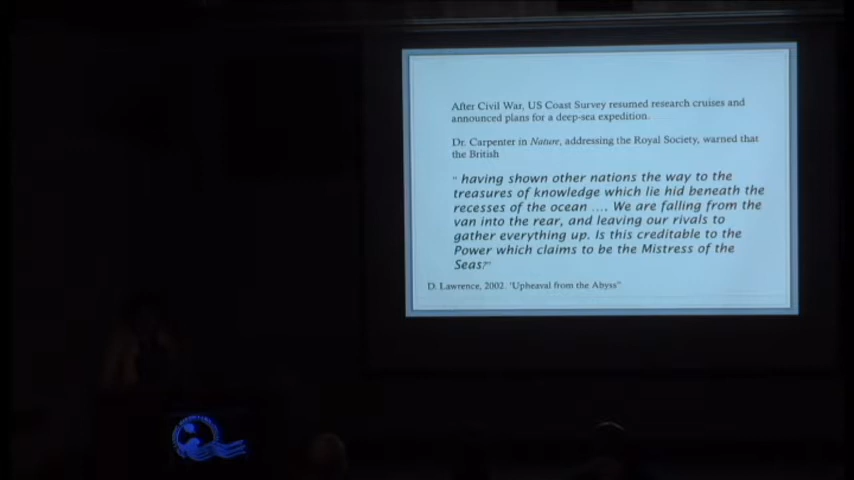 After Civil War, US Coast Survey resumed research cruises and
announced plans for a deep-sea expedition.
Dr. Carpenter in Nature, addressing the Royal Society, warned that
the British
" having shown other nations the way to the
treasures of knowledge which lie hid beneath the
recesses of the ocean .... We are falling from the
van into the rear, and leaving our rivals to
gather everything up. Is this creditable to the
Power which claims to be the Mistress of the
Seas?"
D. Lawrence, 2002. "Upheaval from the Abyss"